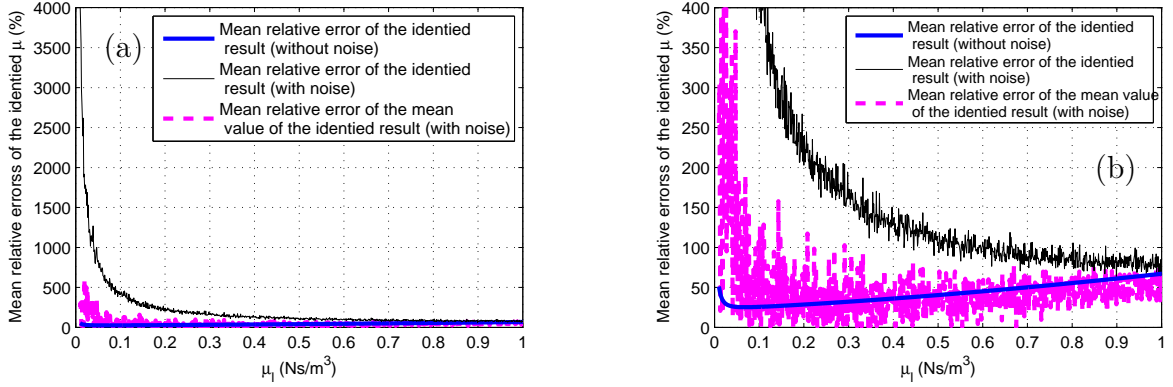 Mean relative errorss of the identied μ (%)
4000
3500
3000
2500
2000
1500
1000
500
0
(a)
Mean relative error of the identied
result (without noise)
Mean relative error of the identied
result (with noise)
Mean relative error of the mean
value of the identied result (with noise)
0 0.1 0.2 0.3 0.4 0.5 0.6 0.7 0.8 0.9 1
μ_l (Ns/m³)
Mean relative errorss of the identied μ (%)
400
350
300
250
200
150
100
50
0
Mean relative error of the identied
result (without noise)
Mean relative error of the identied
result (with noise)
Mean relative error of the mean value
of the identied result (with noise)
(b)
0 0.1 0.2 0.3 0.4 0.5 0.6 0.7 0.8 0.9 1
μ_l (Ns/m³)